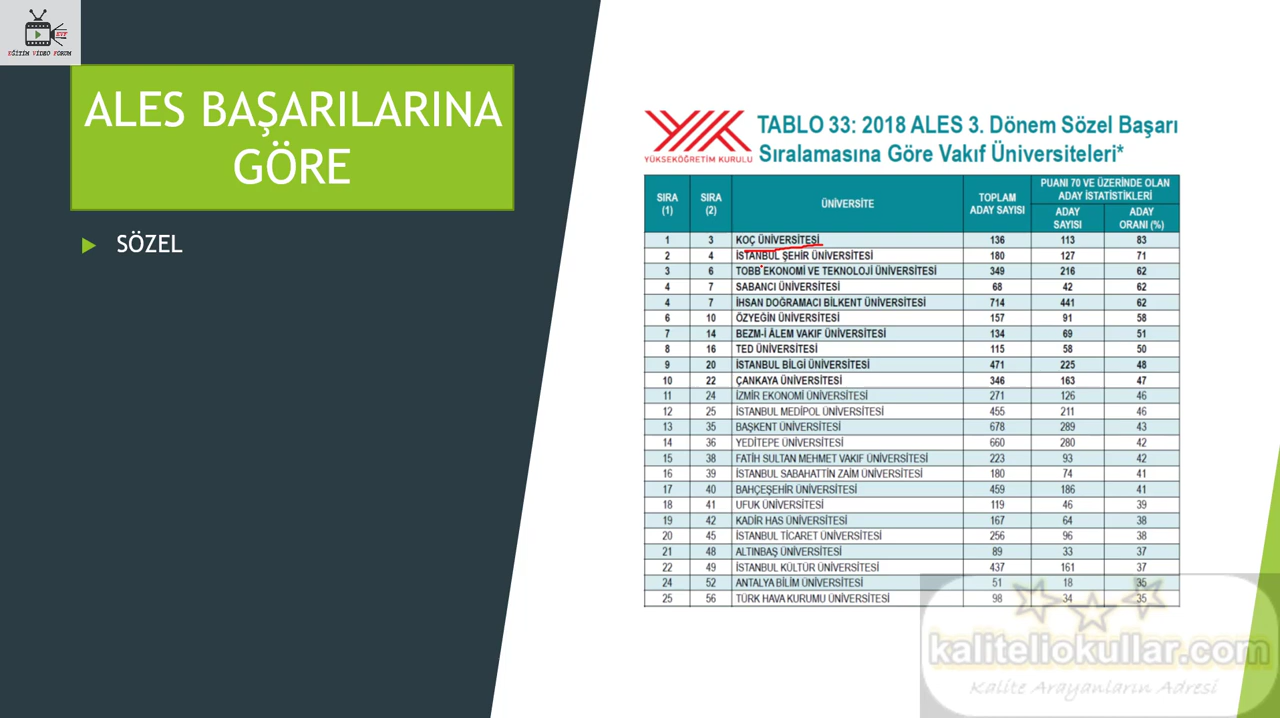 EVF
EĞİTİM VİDEO FORUM
ALES BAŞARILARINA
GÖRE
SÖZEL
YÜKSEKÖĞRETİM KURULU
TABLO 33: 2018 ALES 3. Dönem Sözel Başarı
Sıralamasına Göre Vakıf Üniversiteleri*
SIRA (1) SIRA (2) ÜNİVERSİTE TOPLAM ADAY SAYISI PUANI 70 VE ÜZERİNDE OLAN ADAY İSTATİSTİKLERİ
ADAY SAYISI ADAY ORANI (%)
1 3 KOÇ ÜNİVERSİTESİ 136 113 83
2 4 İSTANBUL ŞEHİR ÜNİVERSİTESİ 180 127 71
3 6 TOBB EKONOMİ VE TEKNOLOJİ ÜNİVERSİTESİ 349 216 62
4 7 SABANCI ÜNİVERSİTESİ 68 42 62
4 7 İHSAN DOĞRAMACI BİLKENT ÜNİVERSİTESİ 714 441 62
6 10 ÖZYEĞİN ÜNİVERSİTESİ 157 91 58
7 14 BEZM-İ ÂLEM VAKIF ÜNİVERSİTESİ 134 69 51
8 16 TED ÜNİVERSİTESİ 115 58 50
9 20 İSTANBUL BİLGİ ÜNİVERSİTESİ 471 225 48
10 22 ÇANKAYA ÜNİVERSİTESİ 346 163 47
11 24 İZMİR EKONOMİ ÜNİVERSİTESİ 271 126 46
12 25 İSTANBUL MEDİPOL ÜNİVERSİTESİ 455 211 46
13 35 BAŞKENT ÜNİVERSİTESİ 678 289 43
14 36 YEDİTEPE ÜNİVERSİTESİ 660 280 42
15 38 FATİH SULTAN MEHMET VAKIF ÜNİVERSİTESİ 223 93 42
16 39 İSTANBUL SABAHATTİN ZAİM ÜNİVERSİTESİ 180 74 41
17 40 BAHÇEŞEHİR ÜNİVERSİTESİ 459 186 41
18 41 UFUK ÜNİVERSİTESİ 119 46 39
19 42 KADİR HAS ÜNİVERSİTESİ 167 64 38
20 45 İSTANBUL TİCARET ÜNİVERSİTESİ 256 96 38
21 48 ALTINBAŞ ÜNİVERSİTESİ 89 33 37
22 49 İSTANBUL KÜLTÜR ÜNİVERSİTESİ 437 161 37
24 52 ANTALYA BİLİM ÜNİVERSİTESİ 51 18 35
25 56 TÜRK HAVA KURUMU ÜNİVERSİTESİ 98 34 35
kaliteliokullar.com
Kalite Arayanların Adresi